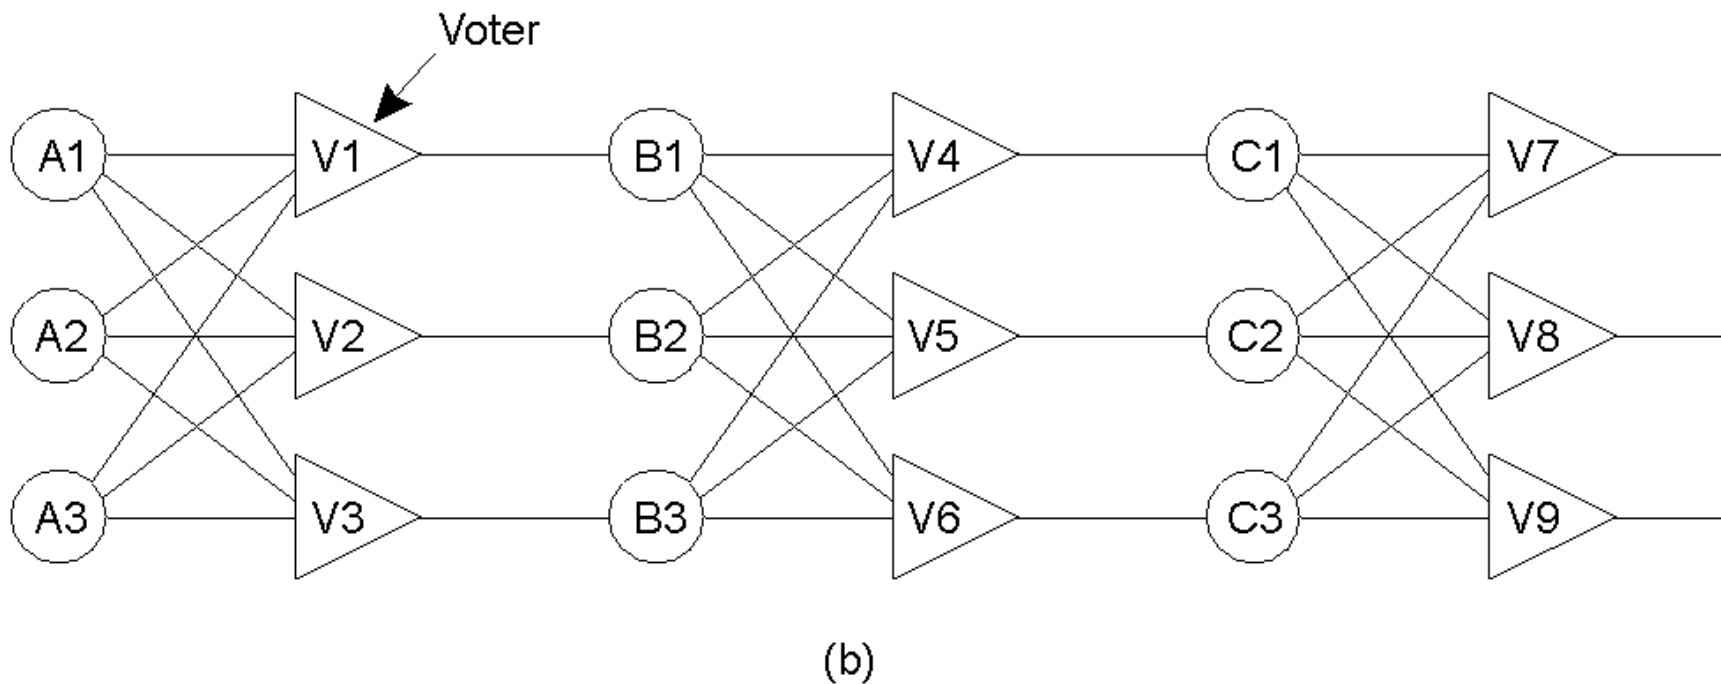 Voter
A1 V1 B1 V4 C1 V7
A2 V2 B2 V5 C2 V8
A3 V3 B3 V6 C3 V9
(b)